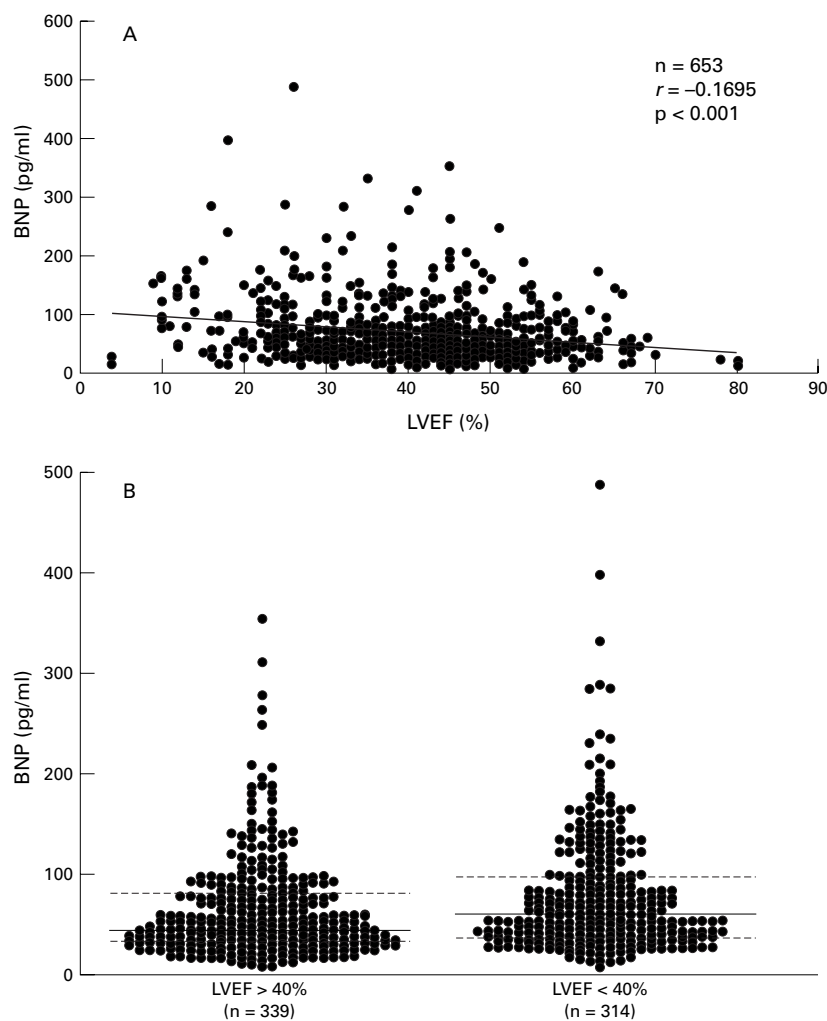 600
A
n = 653
500
r = –0.1695
p < 0.001
400
BNP (pg/ml)
300
200
100
0
0 10 20 30 40 50 60 70 80 90
LVEF (%)
500
B
400
300
BNP (pg/ml)
200
100
0
LVEF > 40% LVEF < 40%
(n = 339) (n = 314)